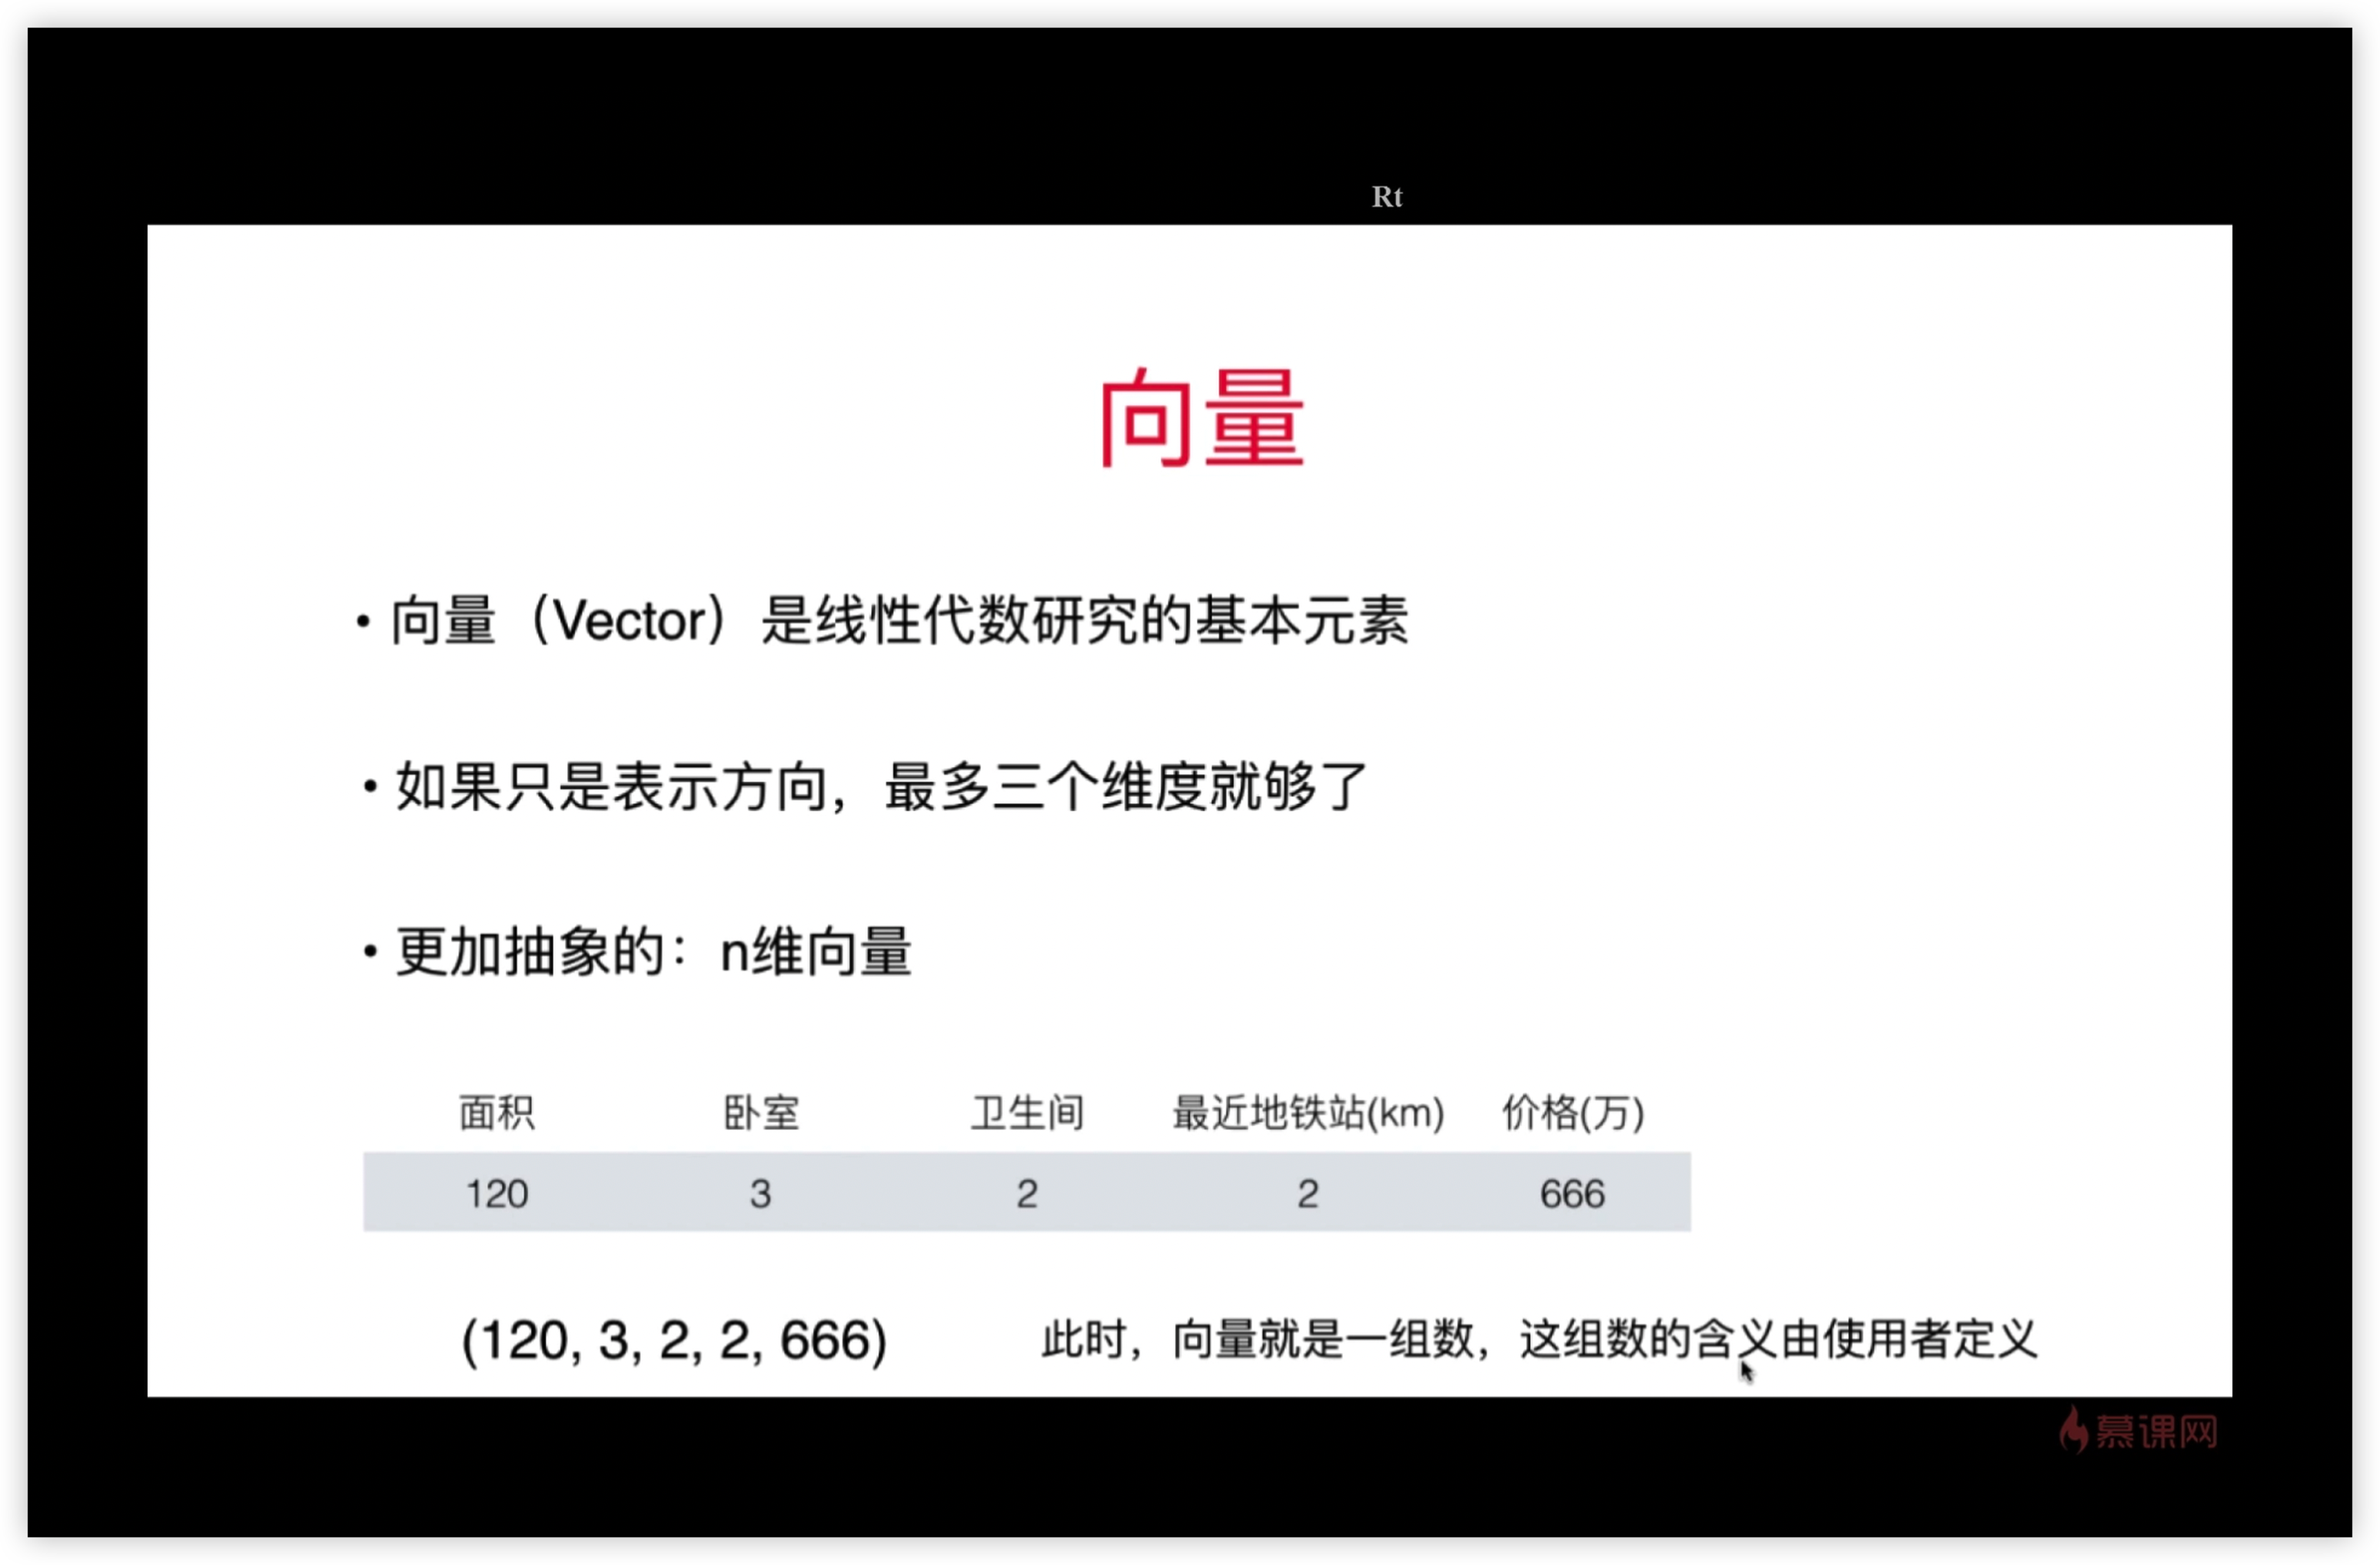 Rt
向量
• 向量（Vector）是线性代数研究的基本元素
• 如果只是表示方向，最多三个维度就够了
• 更加抽象的：n维向量
面积 卧室 卫生间 最近地铁站(km) 价格(万)
120 3 2 2 666
(120, 3, 2, 2, 666) 此时，向量就是一组数，这组数的含义由使用者定义
慕课网